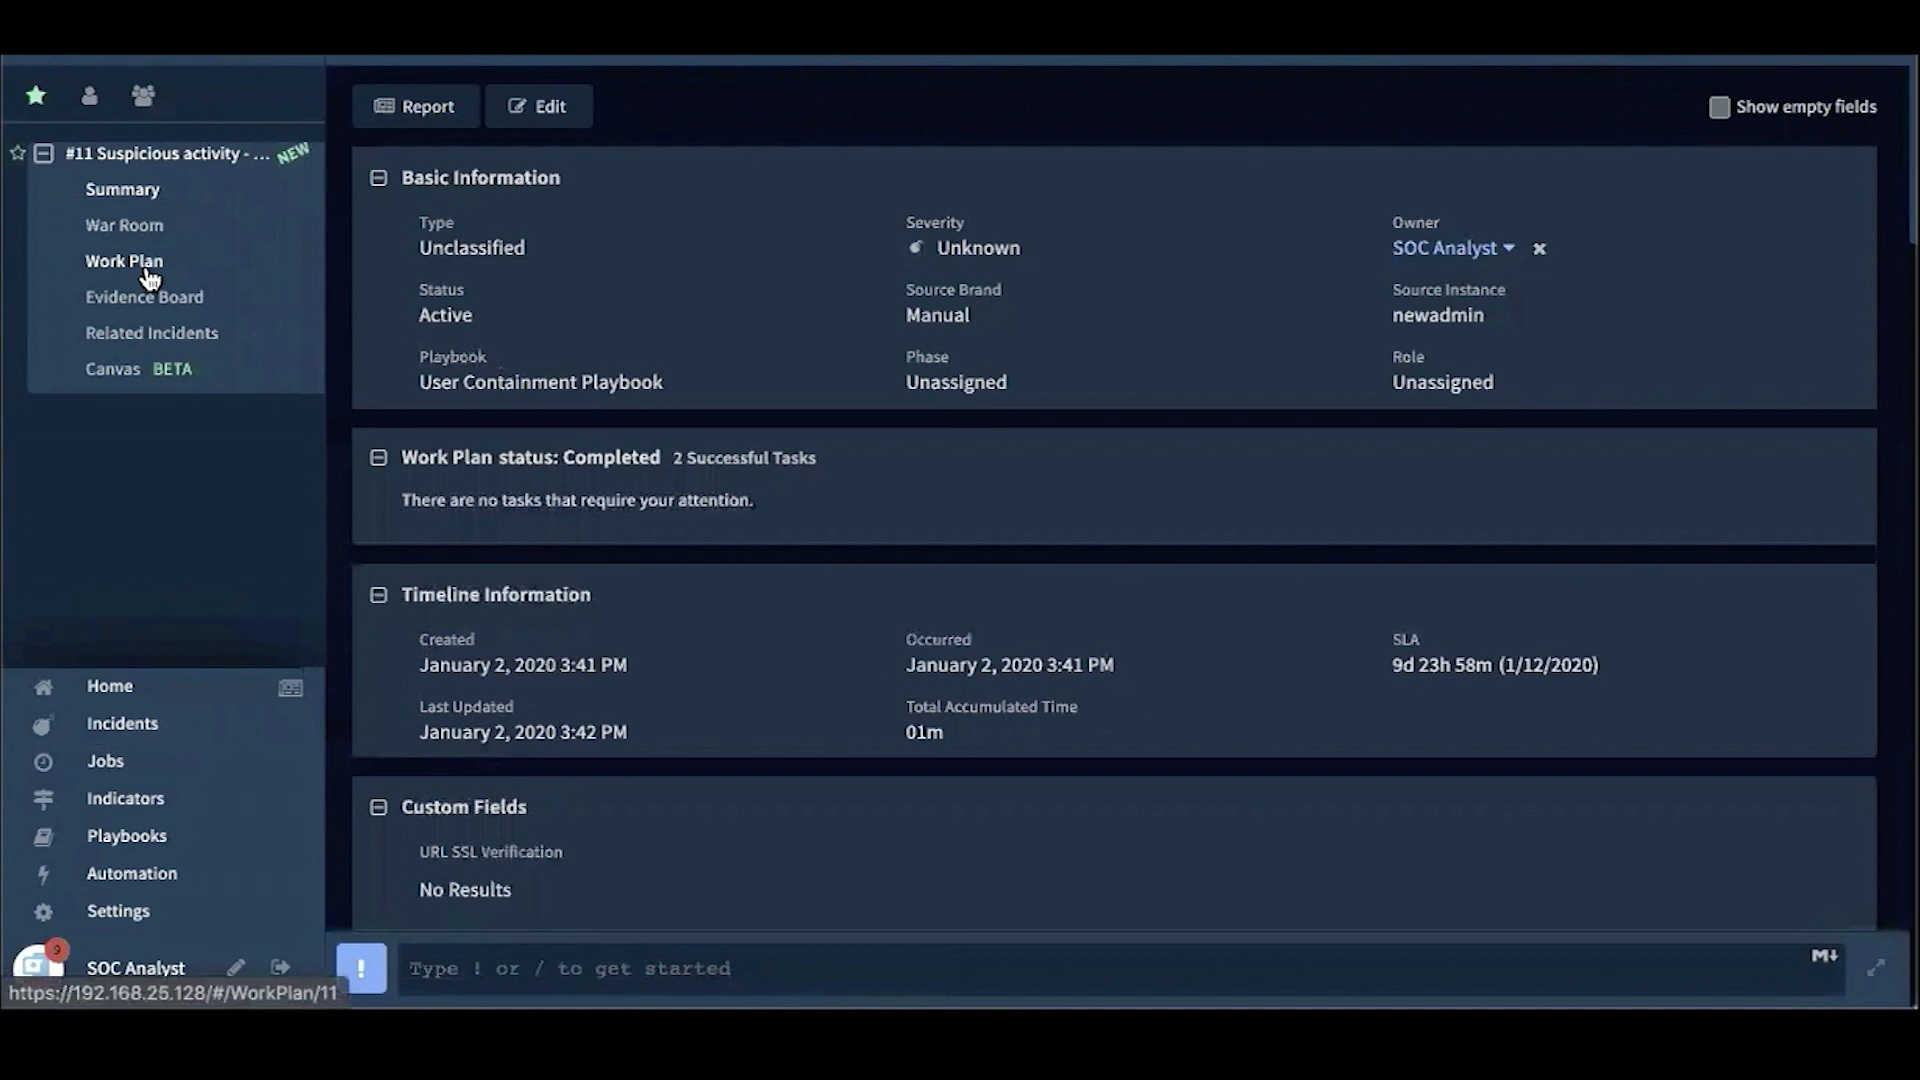 Report
Edit
Show empty fields
#11 Suspicious activity - ... NEW
Summary
War Room
Work Plan
Evidence Board
Related Incidents
Canvas BETA
Home
Incidents
Jobs
Indicators
Playbooks
Automation
Settings
9
SOC Analyst
https://192.168.25.128/#/WorkPlan/11
Basic Information
Type Severity Owner
Unclassified Unknown SOC Analyst
Status Source Brand Source Instance
Active Manual newadmin
Playbook Phase Role
User Containment Playbook Unassigned Unassigned
Work Plan status: Completed 2 Successful Tasks
There are no tasks that require your attention.
Timeline Information
Created Occurred SLA
January 2, 2020 3:41 PM January 2, 2020 3:41 PM 9d 23h 58m (1/12/2020)
Last Updated Total Accumulated Time
January 2, 2020 3:42 PM 01m
Custom Fields
URL SSL Verification
No Results
! Type ! or / to get started M↓